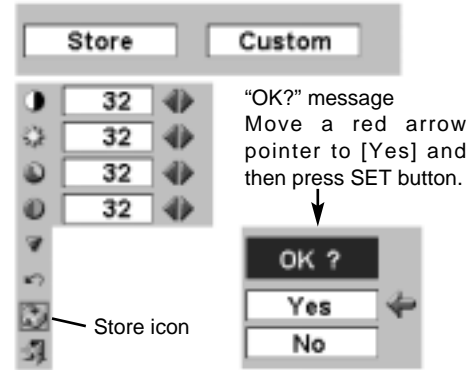 Store Custom
32
32
32
32
“OK?” message
Move a red arrow
pointer to [Yes] and
then press SET button.
OK ?
Yes
No
Store icon